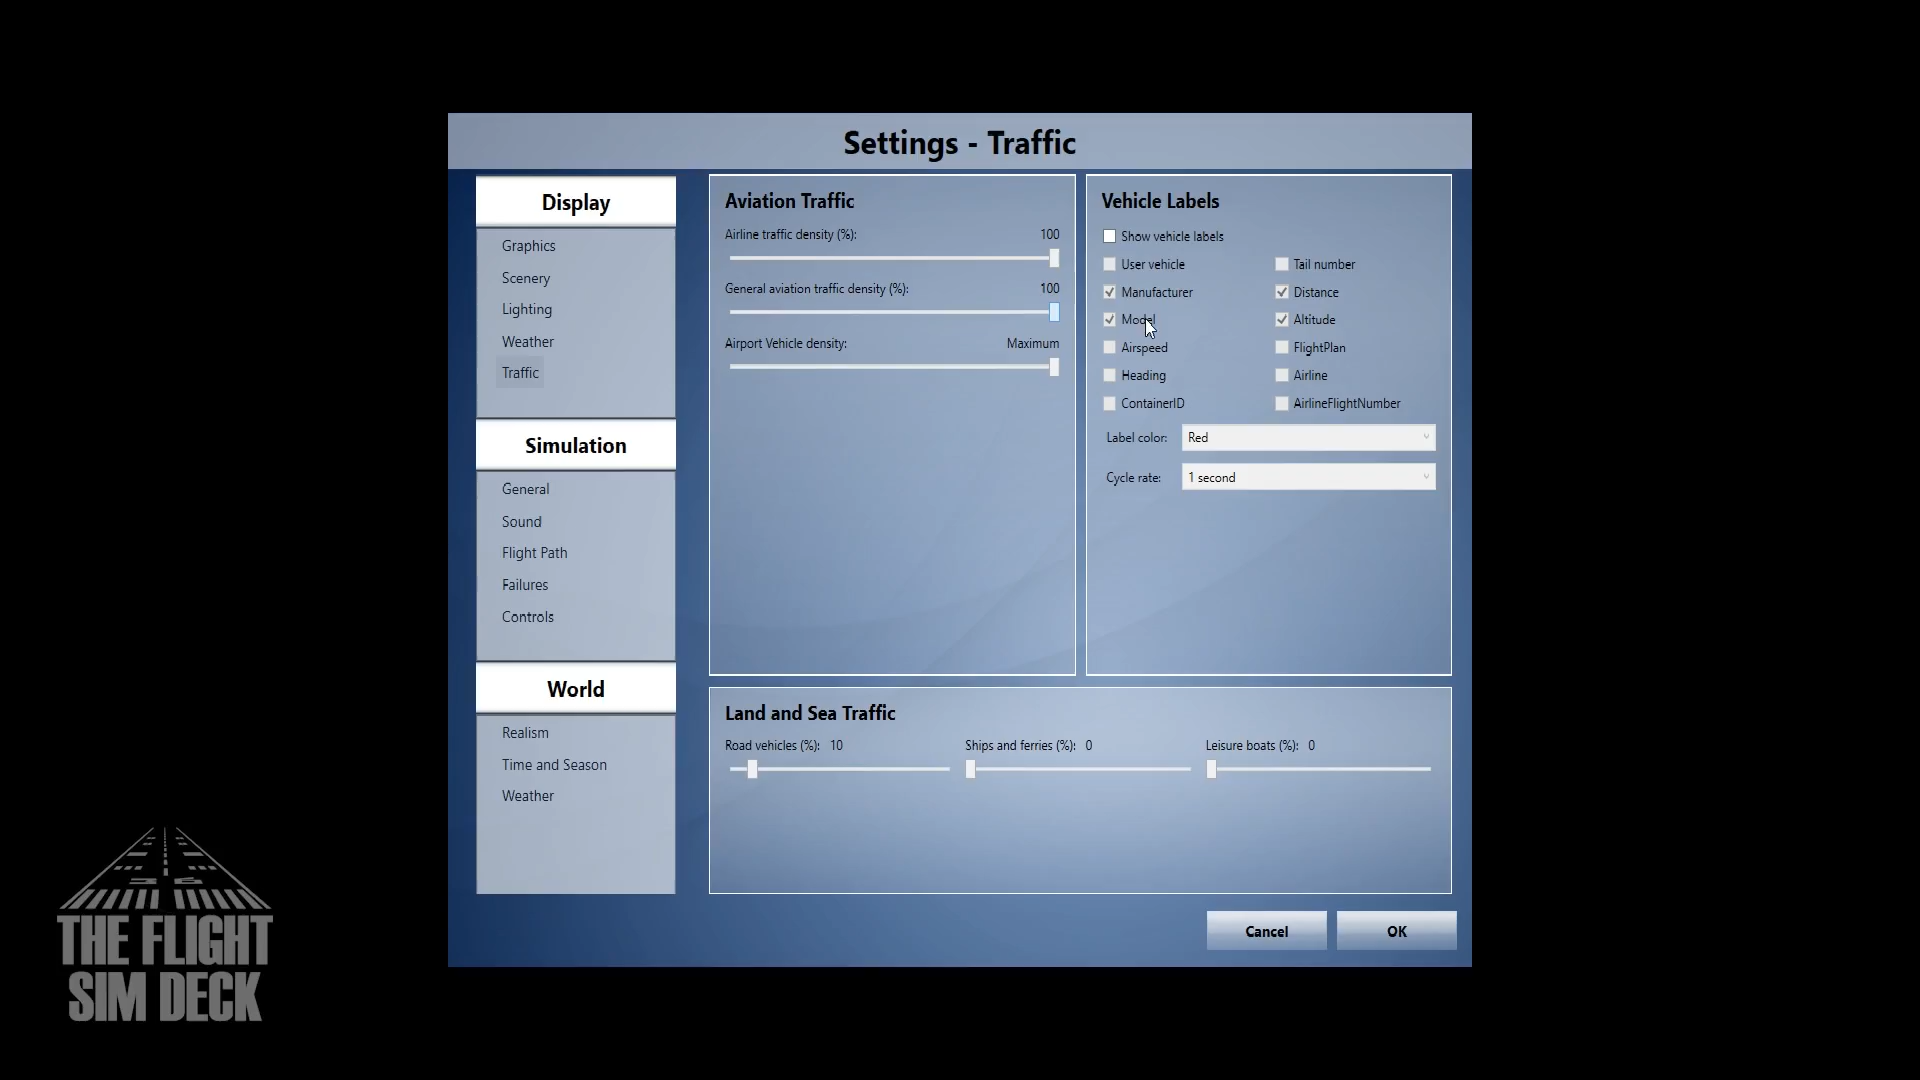 Settings - Traffic
Display
Graphics
Scenery
Lighting
Weather
Traffic
Simulation
General
Sound
Flight Path
Failures
Controls
World
Realism
Time and Season
Weather
Aviation Traffic
Airline traffic density (%): 100
General aviation traffic density (%): 100
Airport Vehicle density: Maximum
Vehicle Labels
Show vehicle labels
User vehicle Tail number
Manufacturer Distance
Model Altitude
Airspeed FlightPlan
Heading Airline
ContainerID AirlineFlightNumber
Label color: Red
Cycle rate: 1 second
Land and Sea Traffic
Road vehicles (%): 10 Ships and ferries (%): 0 Leisure boats (%): 0
Cancel OK
36
THE FLIGHT
SIM DECK